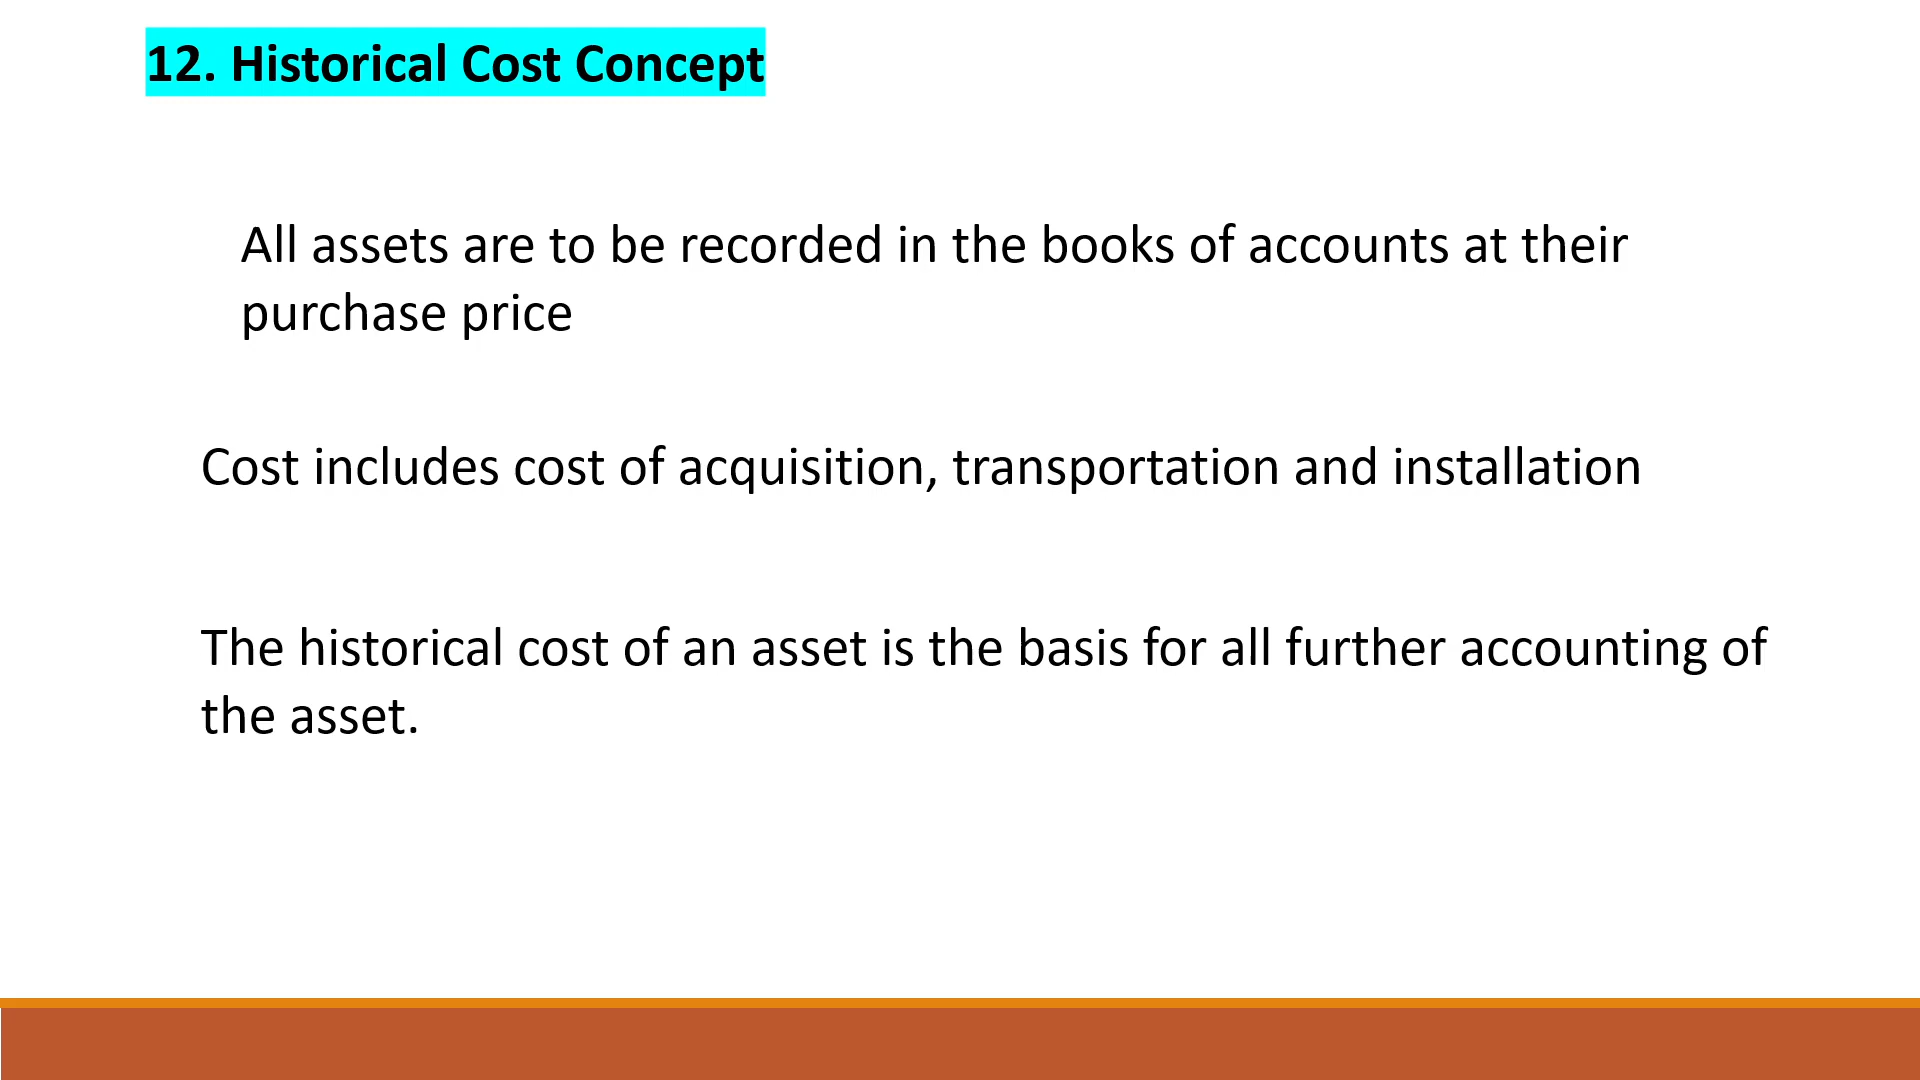 12. Historical Cost Concept
All assets are to be recorded in the books of accounts at their
purchase price
Cost includes cost of acquisition, transportation and installation
The historical cost of an asset is the basis for all further accounting of
the asset.